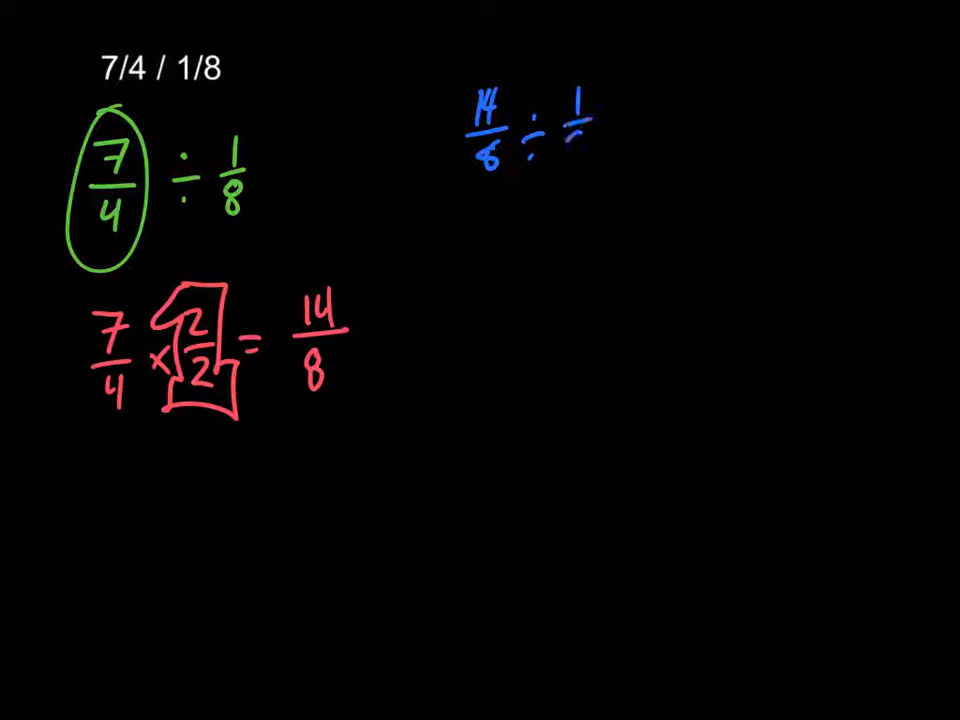 7/4 / 1/8
7/4 ÷ 1/8
7/4 × 2/2 = 14/8
14/8 ÷ 1/